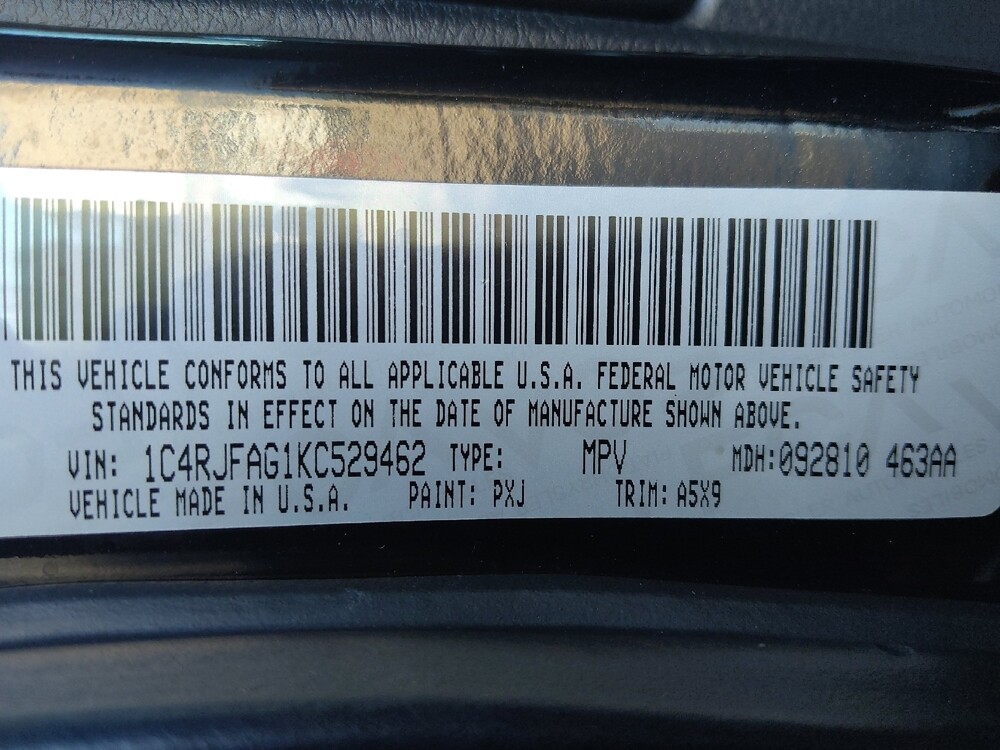 THIS VEHICLE CONFORMS TO ALL APPLICABLE U.S.A. FEDERAL MOTOR VEHICLE SAFETY
STANDARDS IN EFFECT ON THE DATE OF MANUFACTURE SHOWN ABOVE.
VIN: 1C4RJFAG1KC529462 TYPE: MPV MDH:092810 463AA
VEHICLE MADE IN U.S.A. PAINT: PXJ TRIM: A5X9